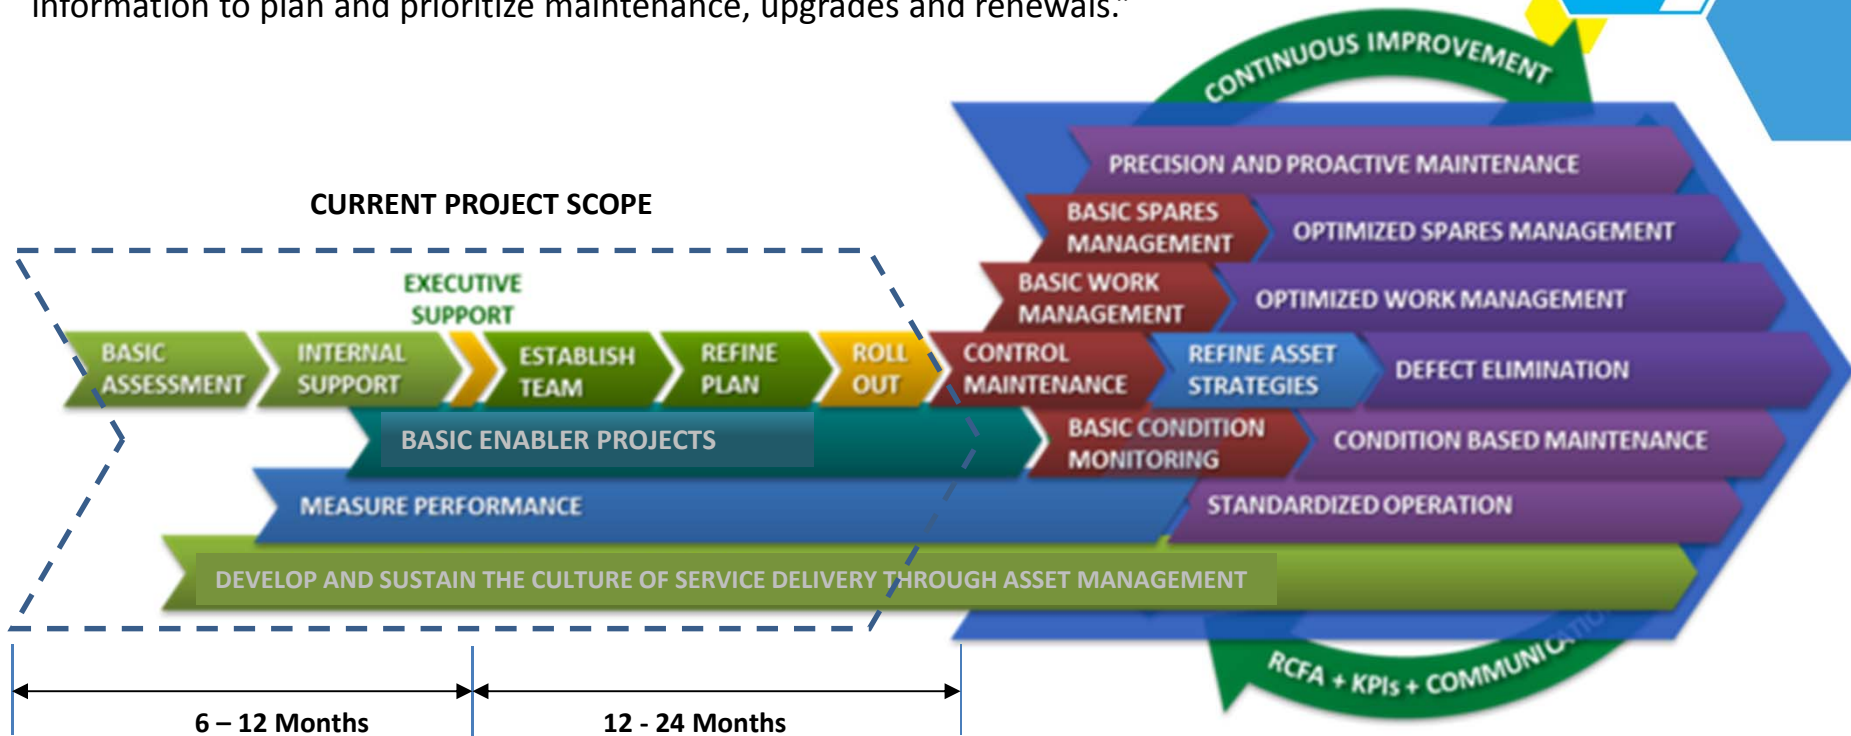 information to plan and prioritize maintenance, upgrades and renewals."
CONTINUOUS IMPROVEMENT
PRECISION AND PROACTIVE MAINTENANCE
CURRENT PROJECT SCOPE
BASIC SPARES
MANAGEMENT
OPTIMIZED SPARES MANAGEMENT
EXECUTIVE
SUPPORT
BASIC WORK
MANAGEMENT
OPTIMIZED WORK MANAGEMENT
BASIC
ASSESSMENT
INTERNAL
SUPPORT
ESTABLISH
TEAM
REFINE
PLAN
ROLL
OUT
CONTROL
MAINTENANCE
REFINE ASSET
STRATEGIES
DEFECT ELIMINATION
BASIC ENABLER PROJECTS
BASIC CONDITION
MONITORING
CONDITION BASED MAINTENANCE
MEASURE PERFORMANCE
STANDARDIZED OPERATION
DEVELOP AND SUSTAIN THE CULTURE OF SERVICE DELIVERY THROUGH ASSET MANAGEMENT
RCFA + KPIs + COMMUNICATION
6 – 12 Months
12 - 24 Months